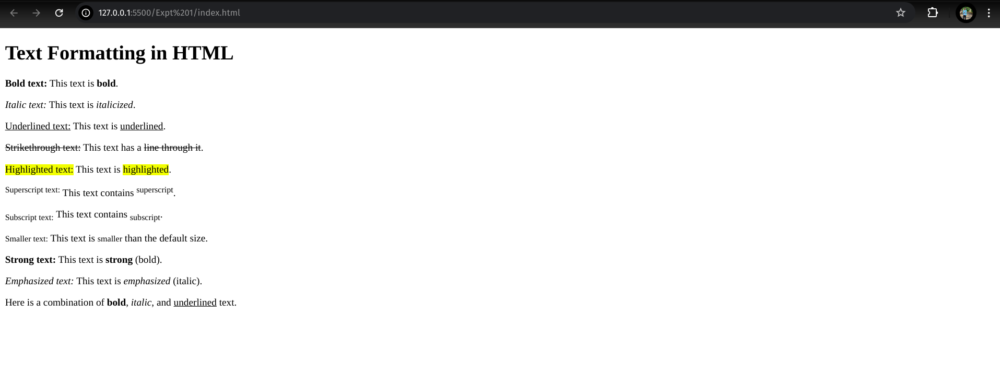 127.0.0.1:5500/Expt%201/index.html
Text Formatting in HTML
Bold text: This text is bold.
Italic text: This text is italicized.
Underlined text: This text is underlined.
Strikethrough text: This text has a line through it.
Highlighted text: This text is highlighted.
Superscript text: This text contains superscript.
Subscript text: This text contains subscript.
Smaller text: This text is smaller than the default size.
Strong text: This text is strong (bold).
Emphasized text: This text is emphasized (italic).
Here is a combination of bold, italic, and underlined text.